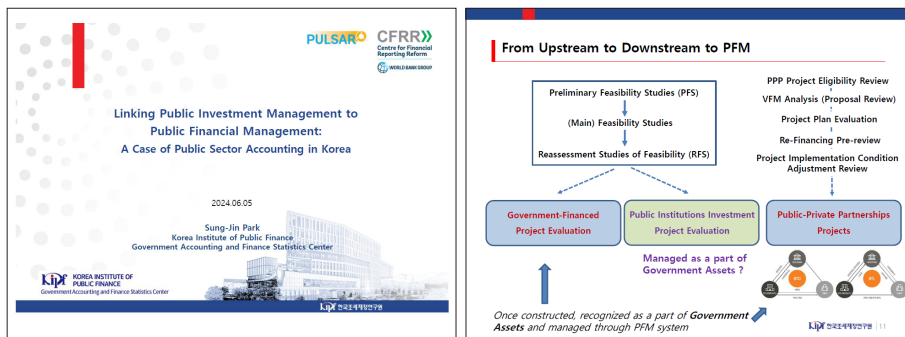 PULSAR
CFRR
Centre for Financial
Reporting Reform
WORLD BANK GROUP
Linking Public Investment Management to
Public Financial Management:
A Case of Public Sector Accounting in Korea
2024.06.05
Sung-Jin Park
Korea Institute of Public Finance
Government Accounting and Finance Statistics Center
Kipf KOREA INSTITUTE OF
PUBLIC FINANCE
Government Accounting and Finance Statistics Center
Kipf 한국조세재정연구원
From Upstream to Downstream to PFM
Preliminary Feasibility Studies (PFS)
(Main) Feasibility Studies
Reassessment Studies of Feasibility (RFS)
PPP Project Eligibility Review
VFM Analysis (Proposal Review)
Project Plan Evaluation
Re-Financing Pre-review
Project Implementation Condition
Adjustment Review
Government-Financed
Project Evaluation
Public Institutions Investment
Project Evaluation
Public-Private Partnerships
Projects
Managed as a part of
Government Assets ?
BTO
BTL
Once constructed, recognized as a part of Government
Assets and managed through PFM system
Kipf 한국조세재정연구원 11